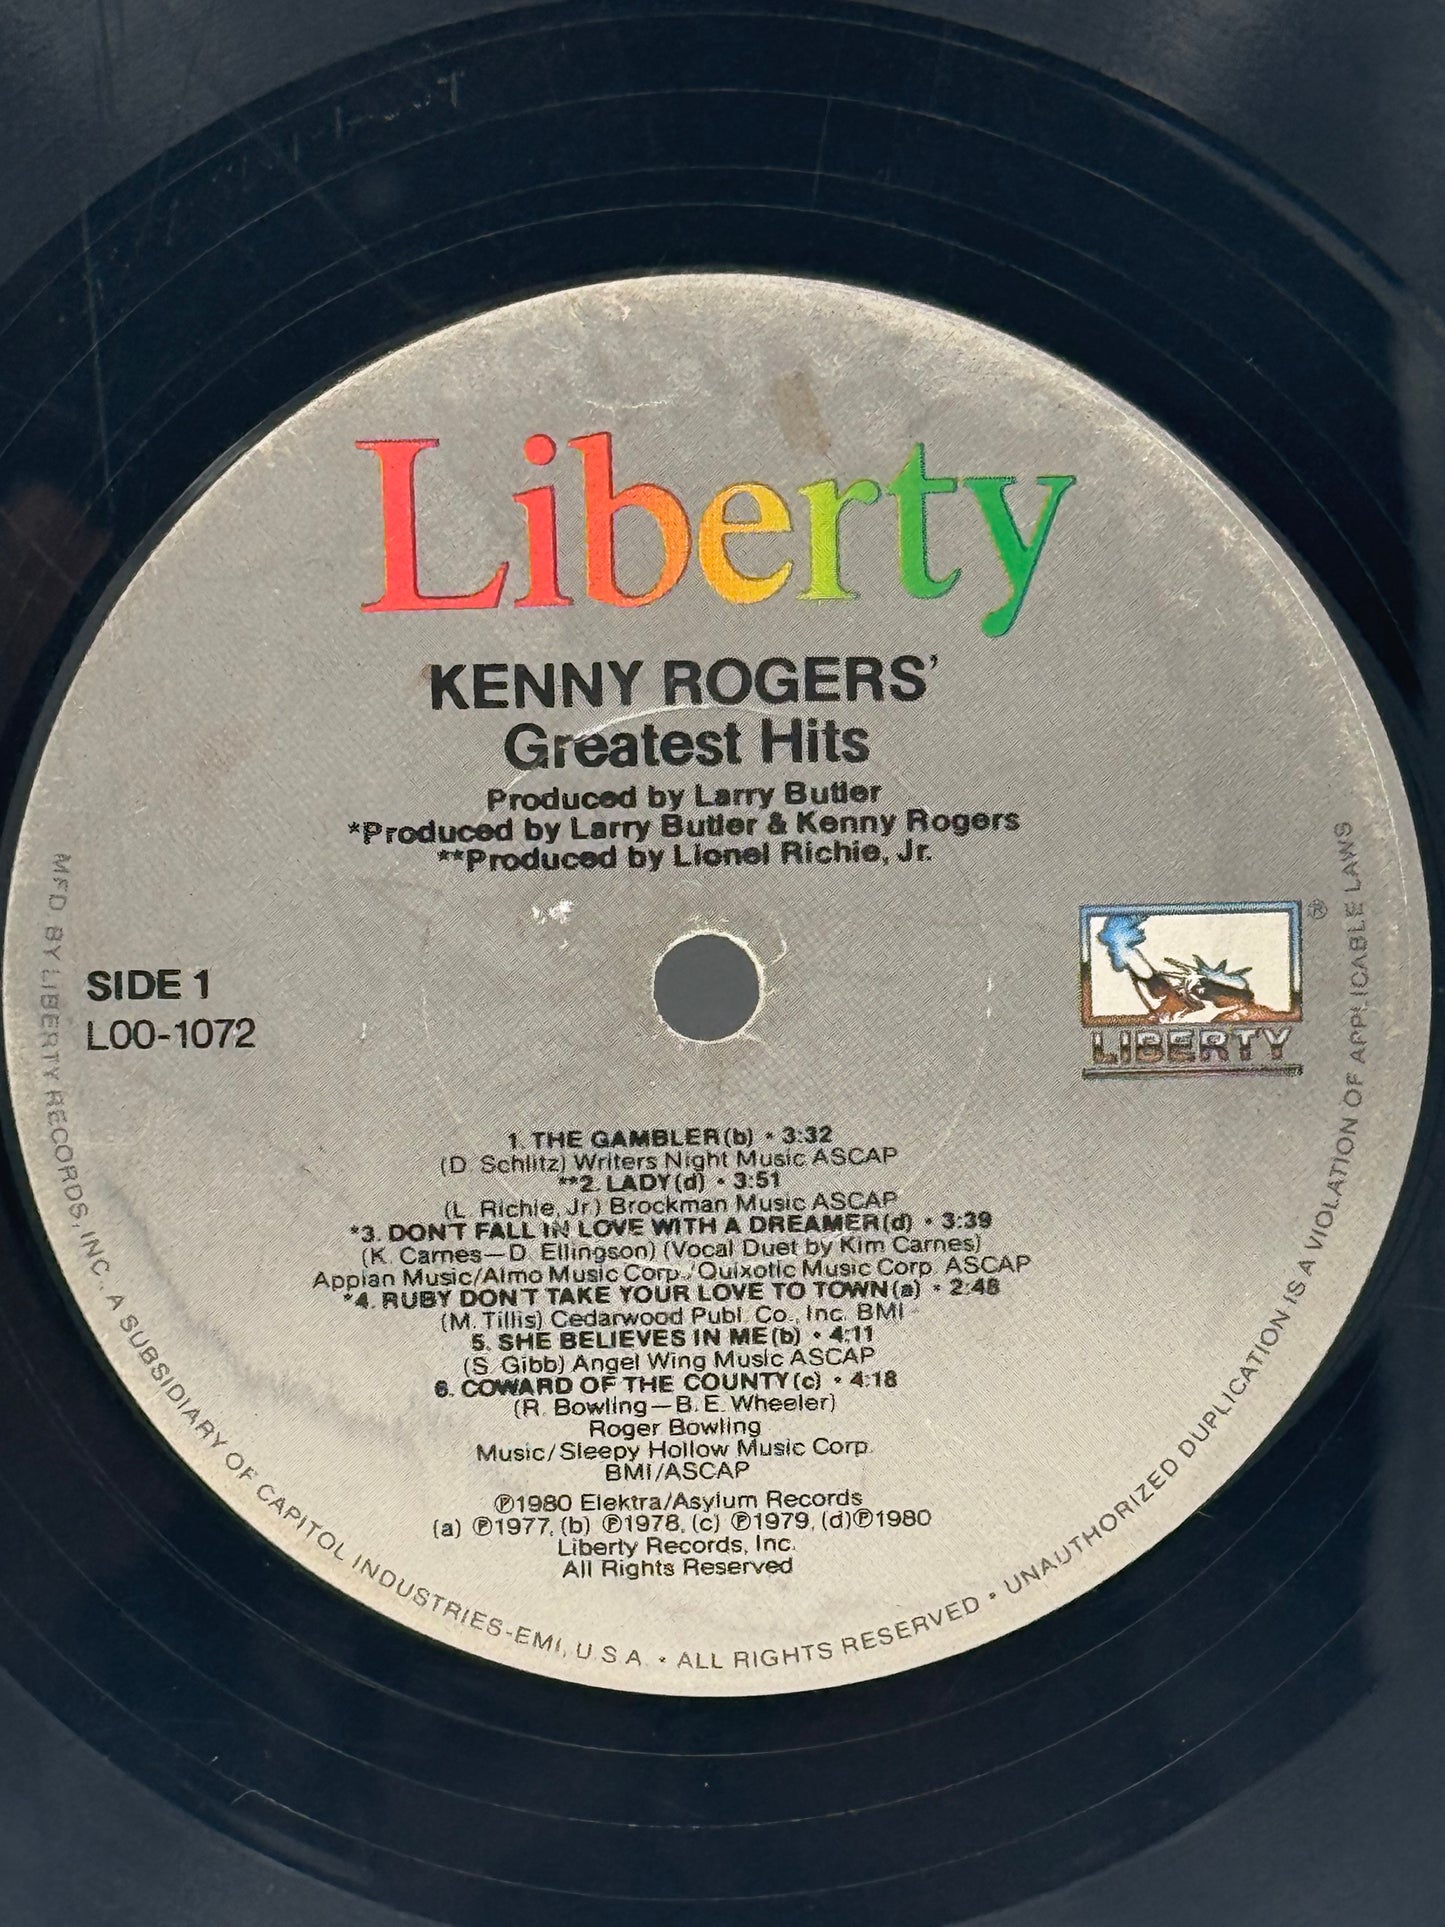 Liberty
KENNY ROGERS'
Greatest Hits
Produced by Larry Butler
*Produced by Larry Butler & Kenny Rogers
**Produced by Lionel Richie, Jr.
SIDE 1
LOO-1072
®
LIBERTY
1. THE GAMBLER(b) • 3:32
(D. Schlitz) Writers Night Music ASCAP
**2. LADY(d) • 3:51
(L. Richie, Jr.) Brockman Music ASCAP
*3. DON'T FALL IN LOVE WITH A DREAMER(d) • 3:39
(K. Carnes—D. Ellingson) (Vocal Duet by Kim Carnes)
Appian Music/Almo Music Corp./Quixotic Music Corp. ASCAP
*4. RUBY DON'T TAKE YOUR LOVE TO TOWN(a) • 2:48
(M. Tillis) Cedarwood Publ. Co., Inc. BMI
5. SHE BELIEVES IN ME(b) • 4:11
(S. Gibb) Angel Wing Music ASCAP
6. COWARD OF THE COUNTY(c) • 4:18
(R. Bowling—B. E. Wheeler)
Roger Bowling
Music/Sleepy Hollow Music Corp.
BMI/ASCAP
℗1980 Elektra/Asylum Records
(a) ℗1977, (b) ℗1978, (c) ℗1979, (d)℗1980
Liberty Records, Inc.
All Rights Reserved
MFD. BY LIBERTY RECORDS, INC., A SUBSIDIARY OF CAPITOL INDUSTRIES-EMI, U.S.A. • ALL RIGHTS RESERVED • UNAUTHORIZED DUPLICATION IS A VIOLATION OF APPLICABLE LAWS